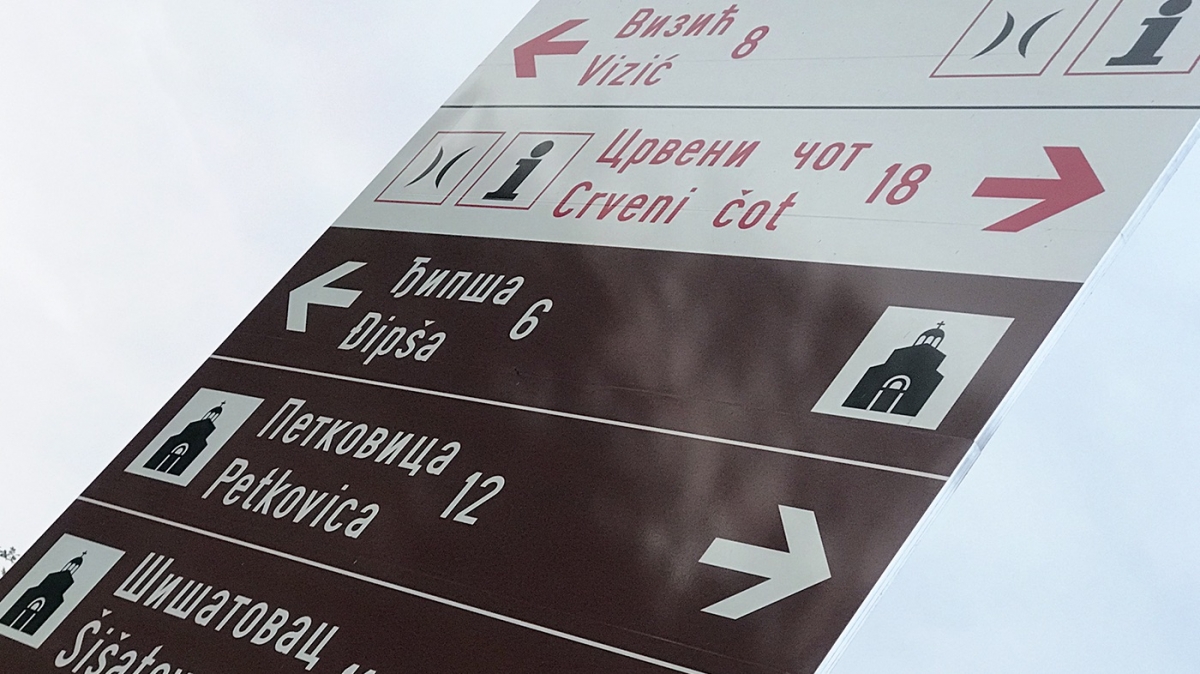 Визић 8
Vizić
i
i Црвени чот 18
Crveni čot
Ђипша 6
Đipša
Петковица 12
Petkovica
Шишатовац